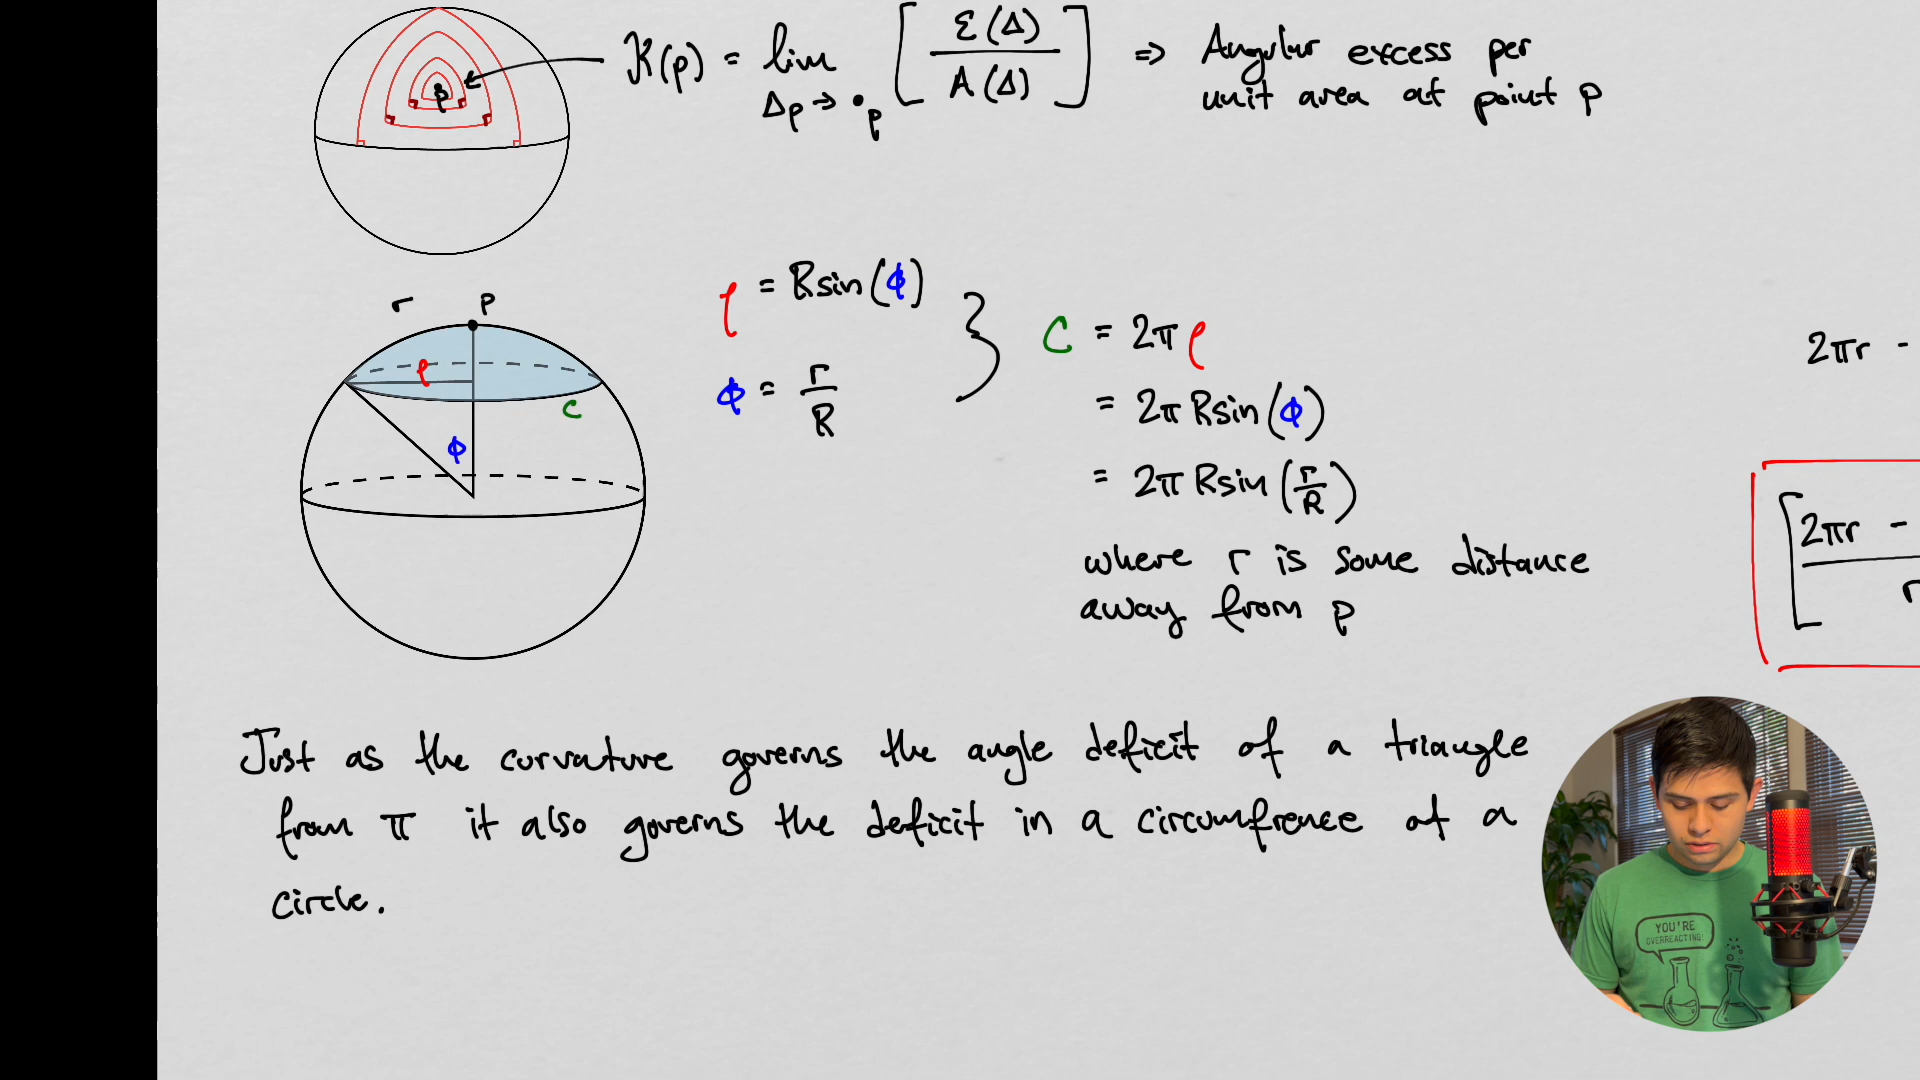 K(p) = lim Δp→•p [ ε(Δ) / A(Δ) ] ⇒ Angular excess per
unit area at point p
p
r p
ρ = Rsin(ϕ)
ϕ = r/R
ρ
C
ϕ
C = 2πρ
= 2πRsin(ϕ)
= 2πRsin(r/R)
where r is some distance
away from p
2πr -
[ 2πr -
r
Just as the curvature governs the angle deficit of a triangle
from π it also governs the deficit in a circumfrence of a
circle.
YOU'RE
OVERREACTING!